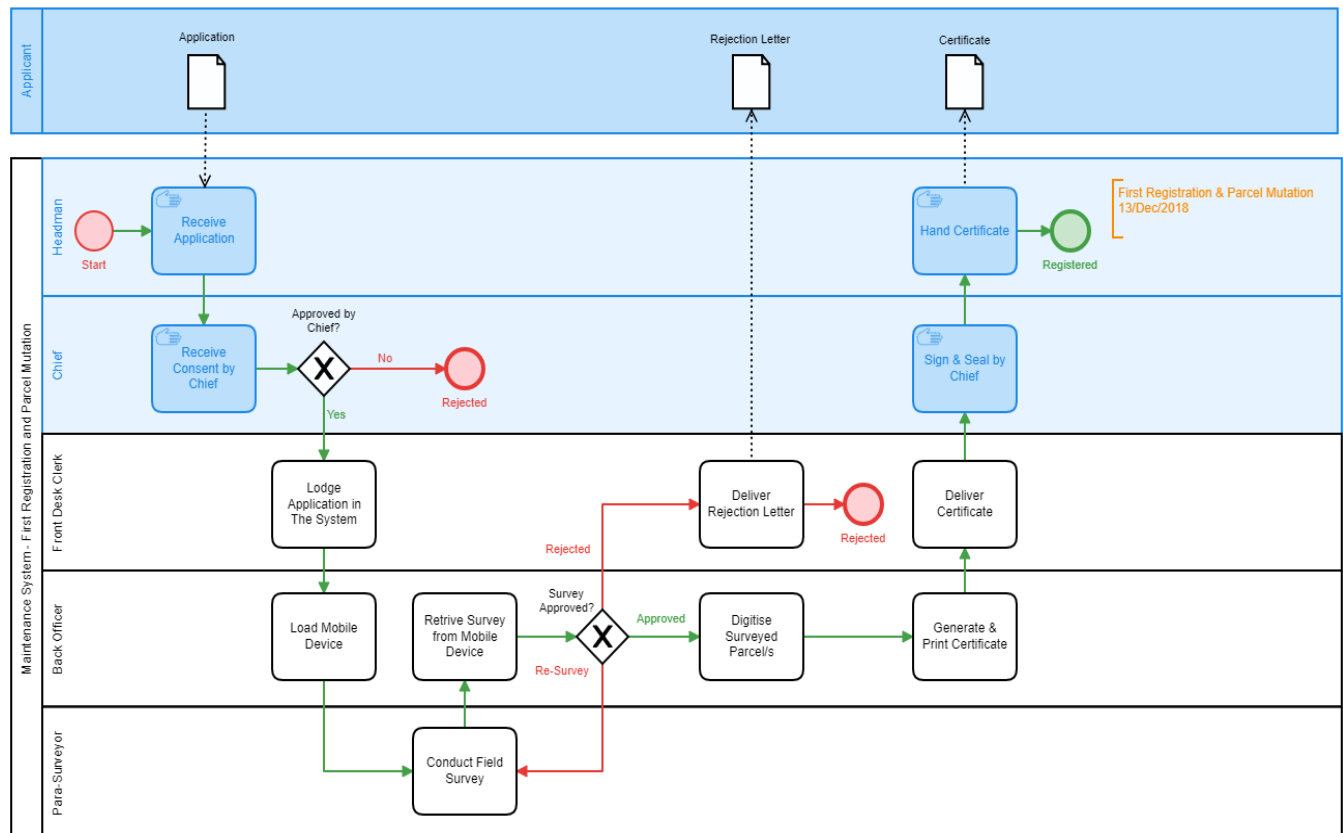 Applicant
Application
Rejection Letter
Certificate
Maintenance System - First Registration and Parcel Mutation
Headman
Start
Receive
Application
Hand Certificate
Registered
First Registration & Parcel Mutation
13/Dec/2018
Chief
Receive
Consent by
Chief
Approved by
Chief?
No
Rejected
Yes
Sign & Seal by
Chief
Front Desk Clerk
Lodge
Application in
The System
Deliver
Rejection Letter
Rejected
Deliver
Certificate
Rejected
Back Officer
Load Mobile
Device
Retrive Survey
from Mobile
Device
Survey
Approved?
Approved
Re-Survey
Digitise
Surveyed
Parcel/s
Generate &
Print Certificate
Para-Surveyor
Conduct Field
Survey